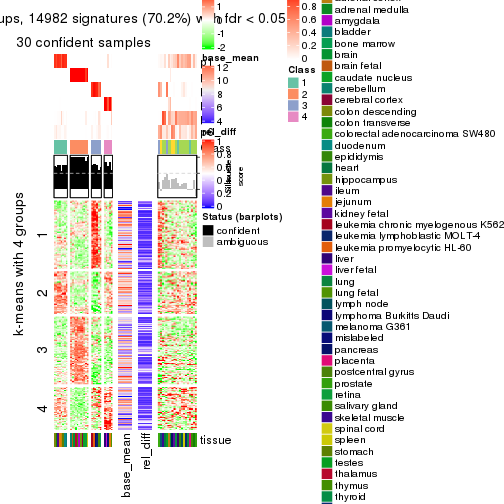 ups, 14982 signatures (70.2%) with fdr < 0.05
30 confident samples
k-means with 4 groups
1
2
3
4
base_mean
rel_diff
tissue
1
0
-1
-2
base_mean
12
10
8
6
4
rel_diff
1
0.8
0.6
0.4
0.2
0
Silhouette
score
Status (barplots)
confident
ambiguous
0.8
0.6
0.4
0.2
0
Class
1
2
3
4
adrenal medulla
amygdala
bladder
bone marrow
brain
brain fetal
caudate nucleus
cerebellum
cerebral cortex
colon descending
colon transverse
colorectal adenocarcinoma SW480
duodenum
epididymis
heart
hippocampus
ileum
jejunum
kidney fetal
leukemia chronic myelogenous K562
leukemia lymphoblastic MOLT-4
leukemia promyelocytic HL-60
liver
liver fetal
lung
lung fetal
lymph node
lymphoma Burkitts Daudi
melanoma G361
mislabeled
pancreas
placenta
postcentral gyrus
prostate
retina
salivary gland
skeletal muscle
spinal cord
spleen
stomach
testes
thalamus
thymus
thyroid